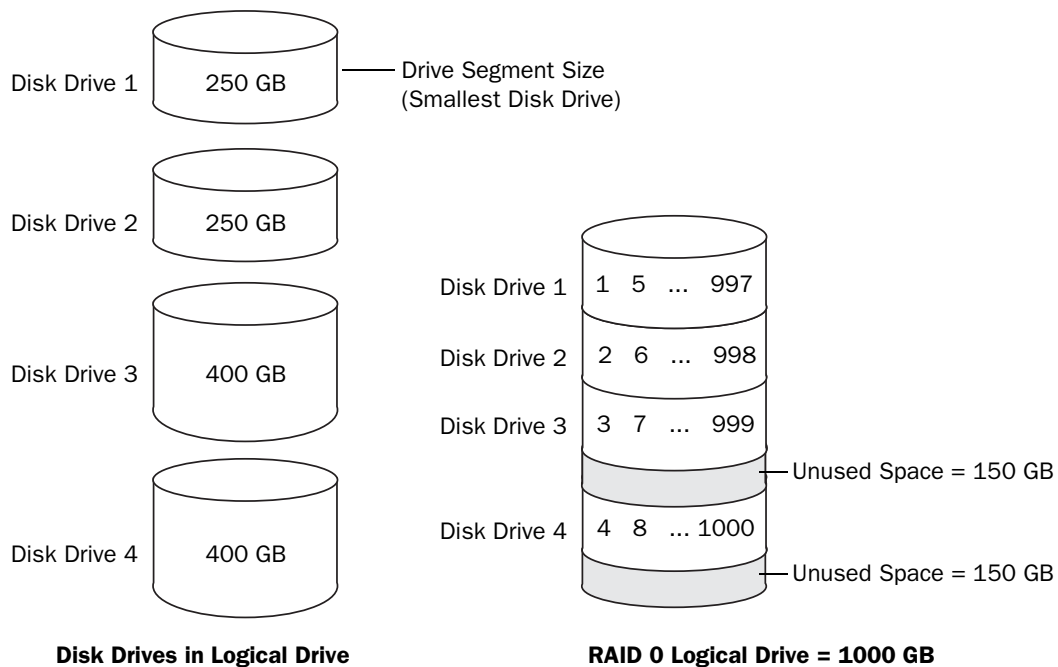 Disk Drive 1
250 GB
Drive Segment Size
(Smallest Disk Drive)
Disk Drive 2
250 GB
Disk Drive 3
400 GB
Disk Drive 4
400 GB
Disk Drives in Logical Drive
Disk Drive 1
1 5 ... 997
Disk Drive 2
2 6 ... 998
Disk Drive 3
3 7 ... 999
Unused Space = 150 GB
Disk Drive 4
4 8 ... 1000
Unused Space = 150 GB
RAID 0 Logical Drive = 1000 GB